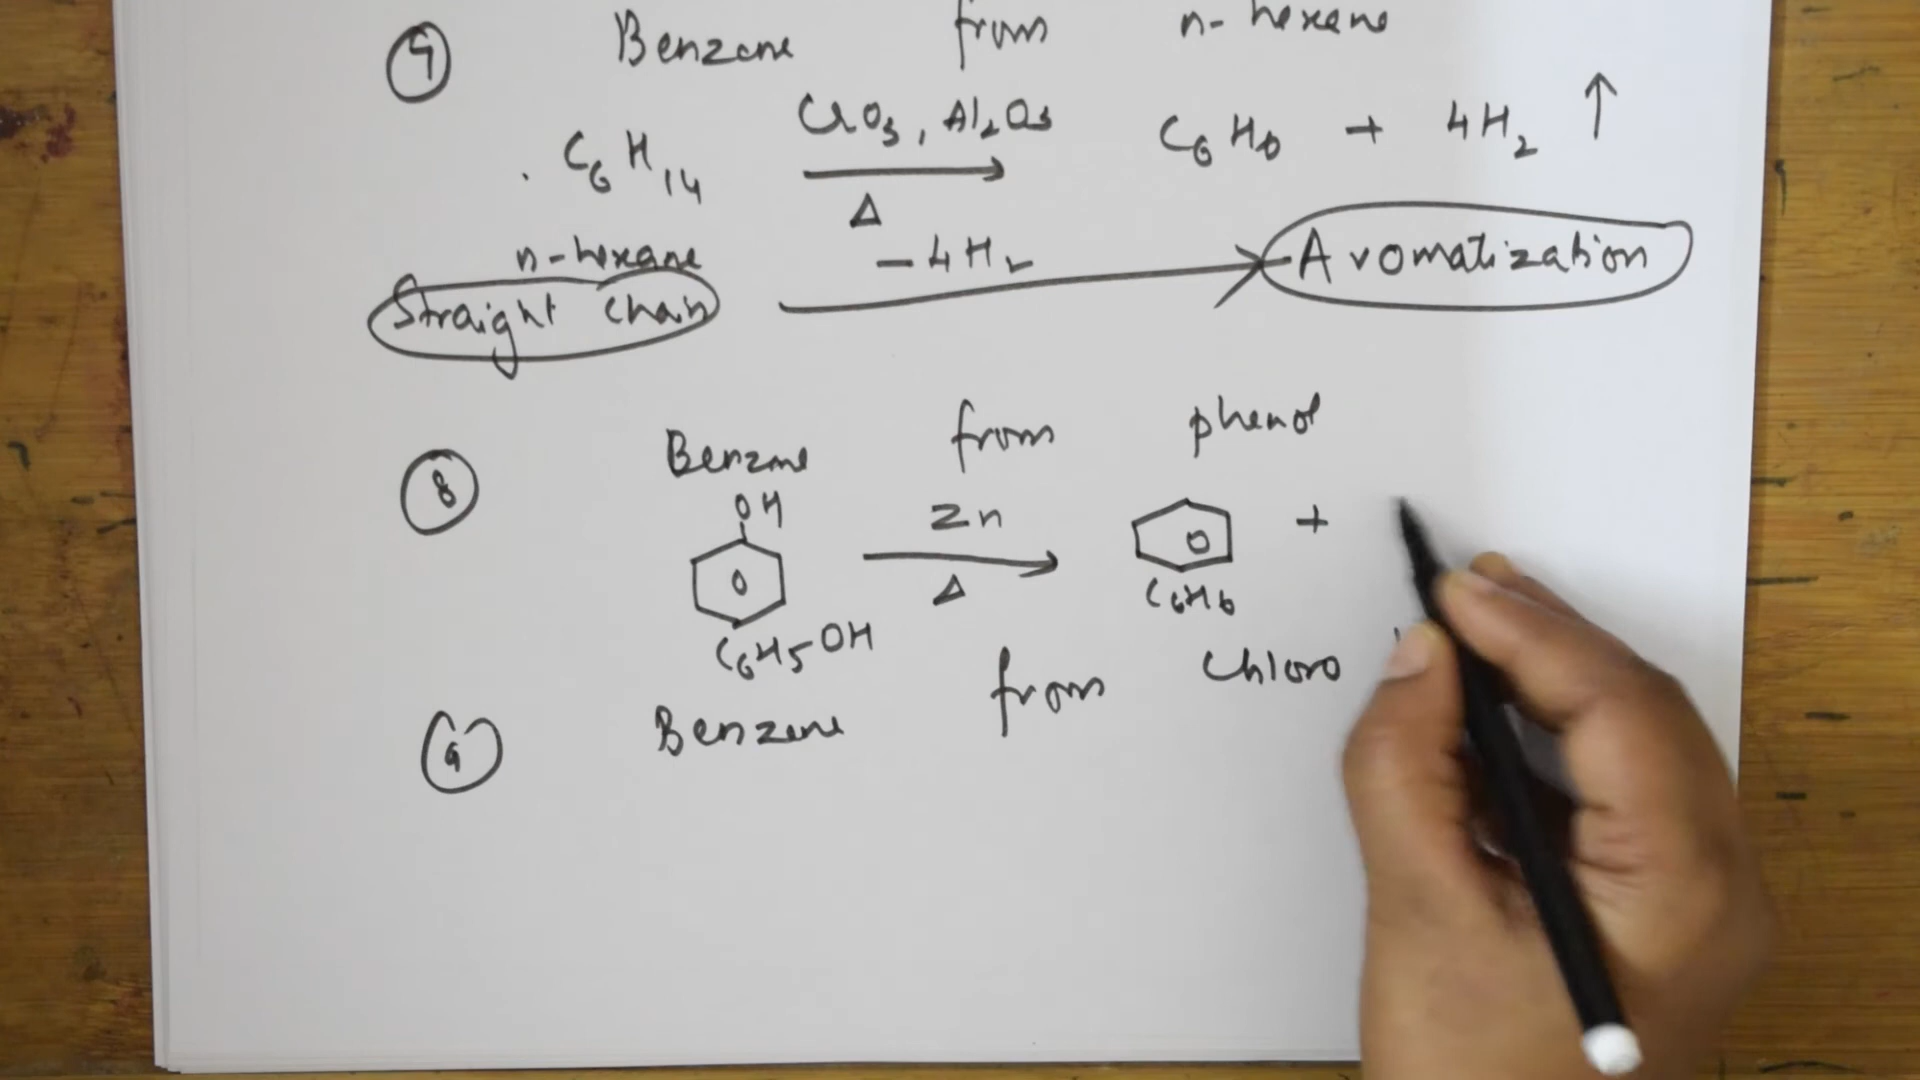 7 Benzene from n-hexane
C6H14 CrO3, Al2O3 Δ C6H6 + 4H2 ↑
n-hexane -4H2 Aromatization
Straight chain
8 Benzene from phenol
OH Zn Δ +
C6H5OH C6H6
9 Benzene from Chloro